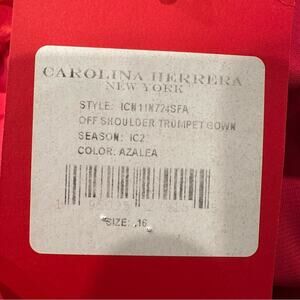 CAROLINA HERRERA
NEW YORK
STYLE: ICN11N724SFA
OFF SHOULDER TRUMPET GOWN
SEASON: IC2
COLOR: AZALEA
SIZE: .16